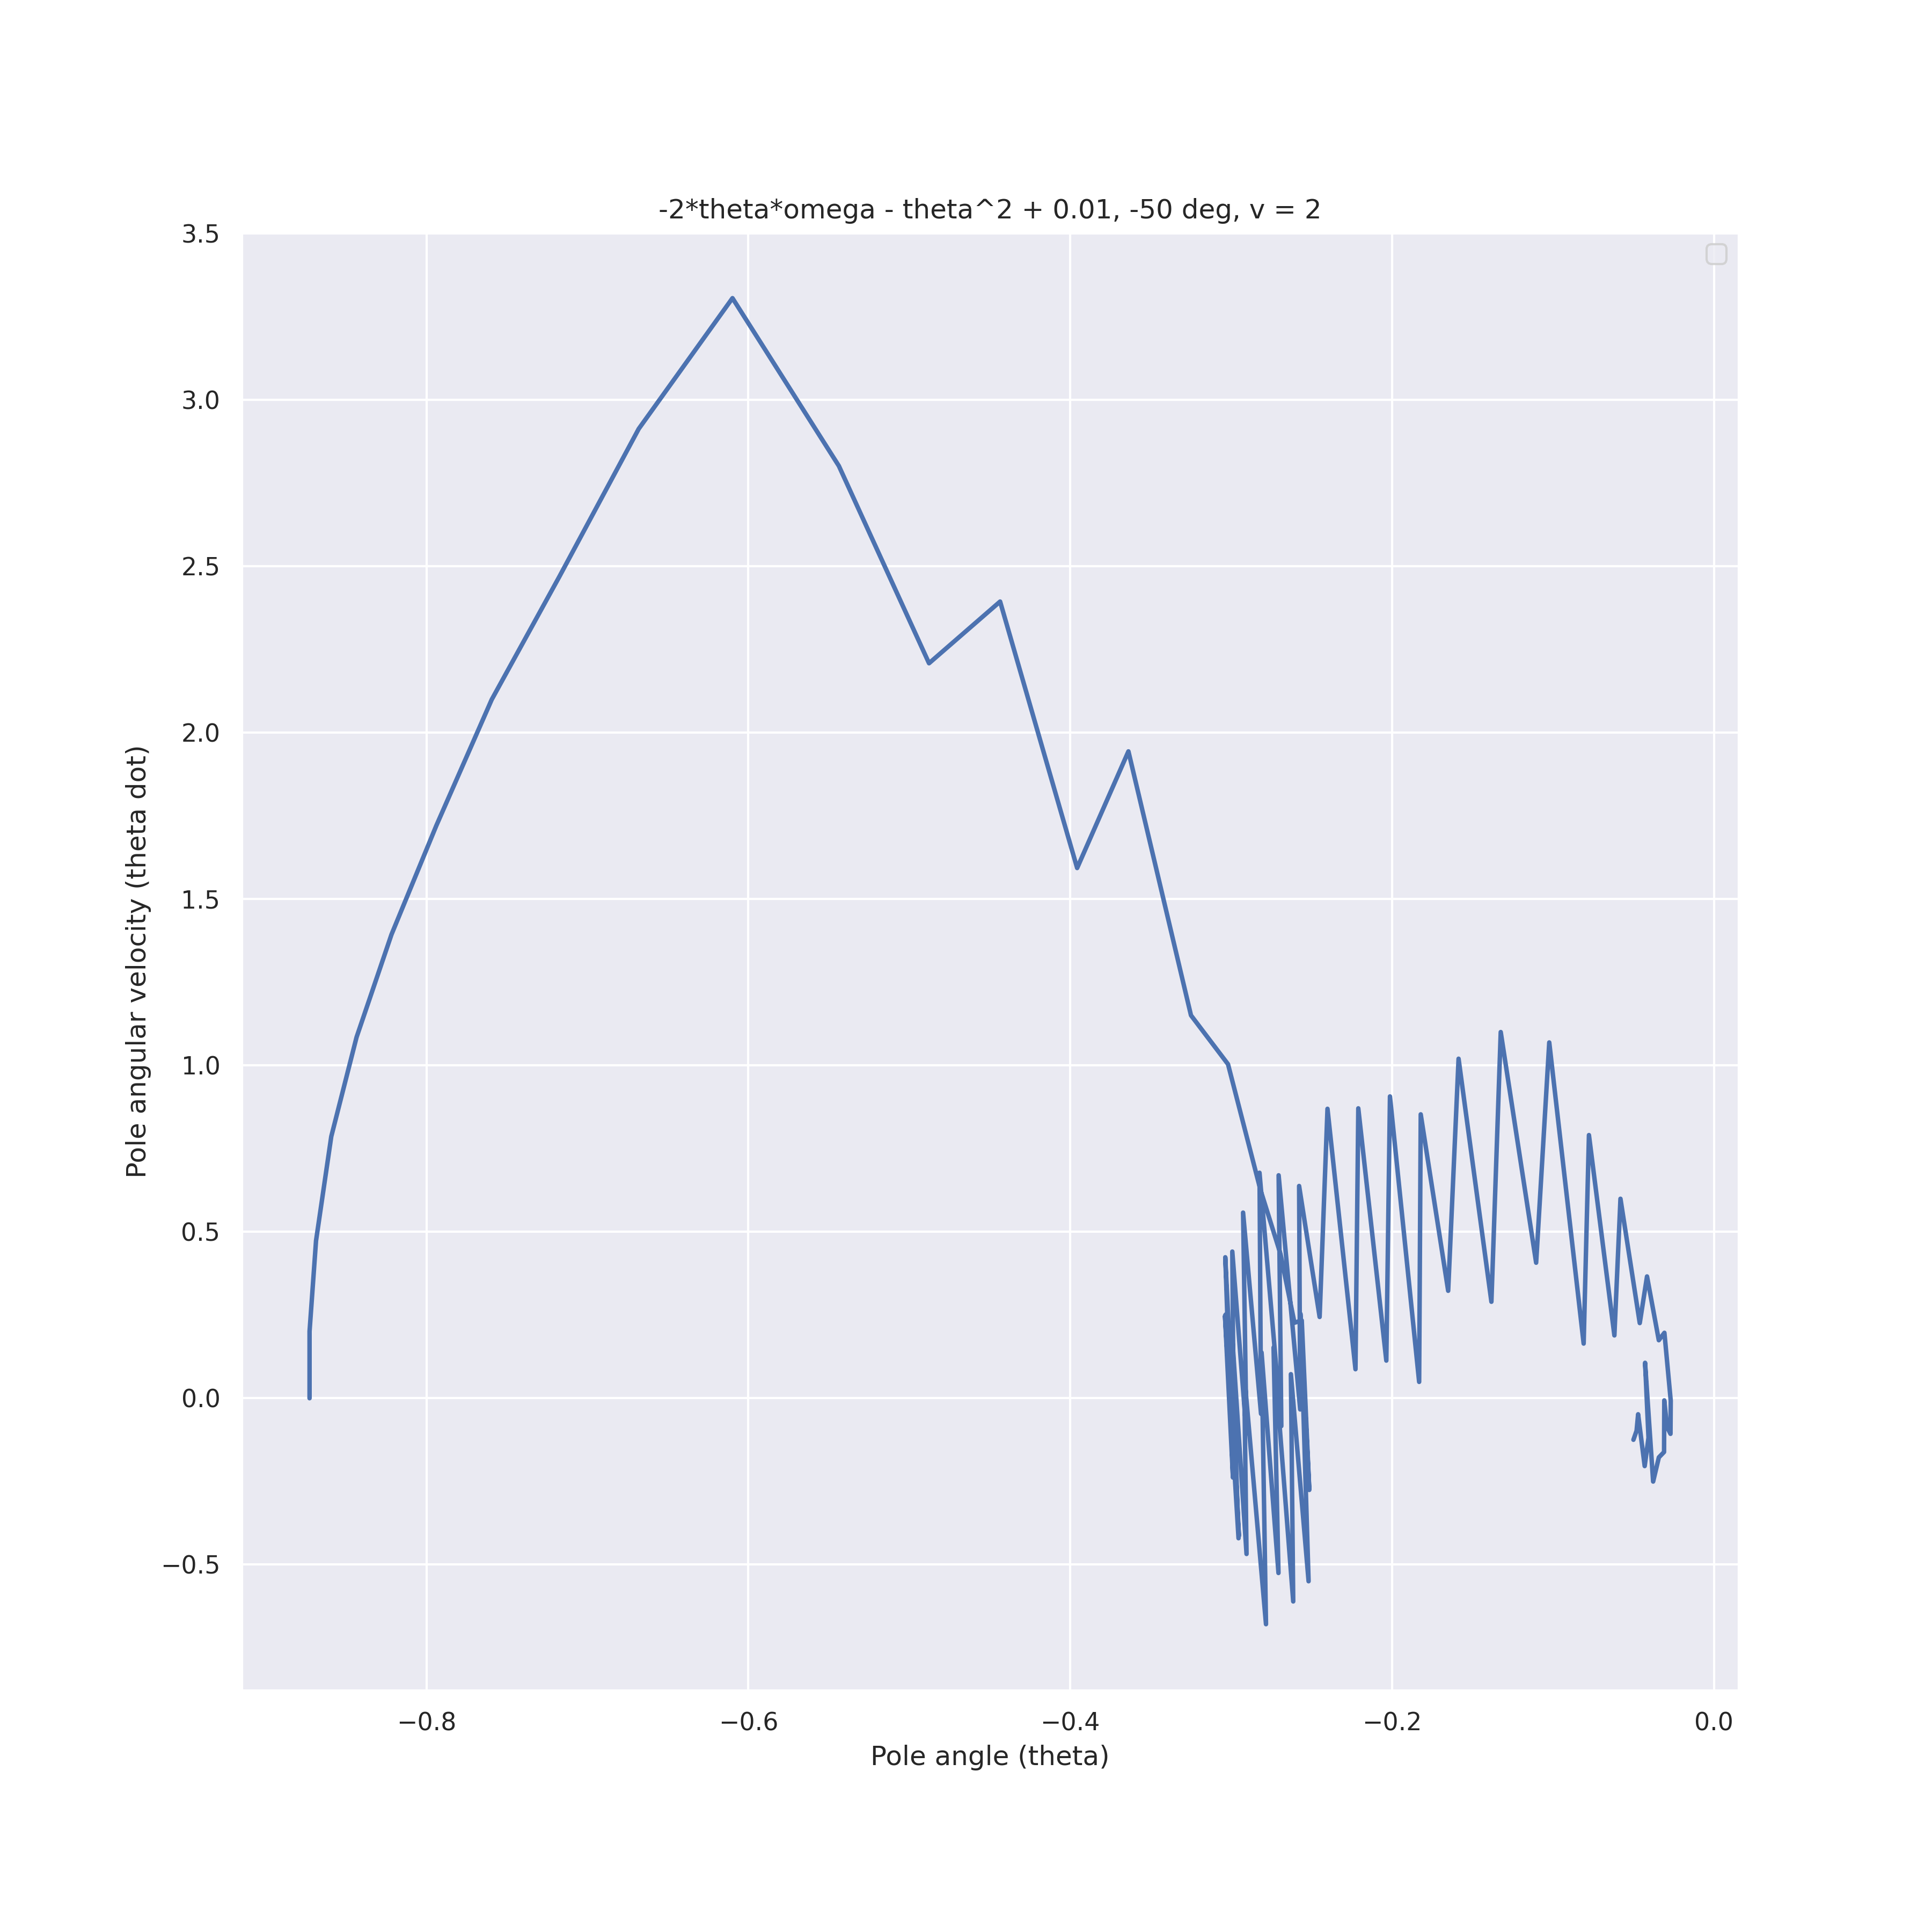 -2*theta*omega - theta^2 + 0.01, -50 deg, v = 2
3.5
3.0
2.5
2.0
1.5
1.0
0.5
0.0
−0.5
Pole angular velocity (theta dot)
−0.8 −0.6 −0.4 −0.2 0.0
Pole angle (theta)